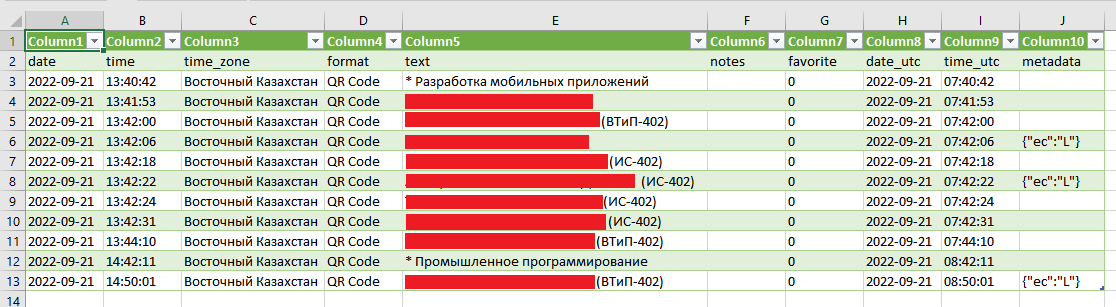 A B C D E F G H I J
1 Column1 Column2 Column3 Column4 Column5 Column6 Column7 Column8 Column9 Column10
2 date time time_zone format text notes favorite date_utc time_utc metadata
3 2022-09-21 13:40:42 Восточный Казахстан QR Code * Разработка мобильных приложений 0 2022-09-21 07:40:42
4 2022-09-21 13:41:53 Восточный Казахстан QR Code 0 2022-09-21 07:41:53
5 2022-09-21 13:42:00 Восточный Казахстан QR Code (ВТиП-402) 0 2022-09-21 07:42:00
6 2022-09-21 13:42:06 Восточный Казахстан QR Code 0 2022-09-21 07:42:06 {"ec":"L"}
7 2022-09-21 13:42:18 Восточный Казахстан QR Code (ИС-402) 0 2022-09-21 07:42:18
8 2022-09-21 13:42:22 Восточный Казахстан QR Code (ИС-402) 0 2022-09-21 07:42:22 {"ec":"L"}
9 2022-09-21 13:42:24 Восточный Казахстан QR Code (ИС-402) 0 2022-09-21 07:42:24
10 2022-09-21 13:42:31 Восточный Казахстан QR Code (ИС-402) 0 2022-09-21 07:42:31
11 2022-09-21 13:44:10 Восточный Казахстан QR Code (ВТиП-402) 0 2022-09-21 07:44:10
12 2022-09-21 14:42:11 Восточный Казахстан QR Code * Промышленное программирование 0 2022-09-21 08:42:11
13 2022-09-21 14:50:01 Восточный Казахстан QR Code (ВТиП-402) 0 2022-09-21 08:50:01 {"ec":"L"}
14